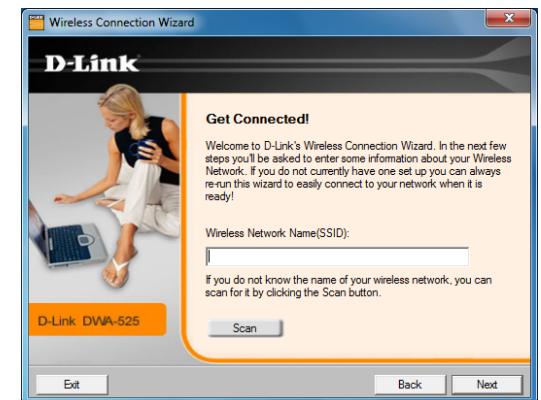 Wireless Connection Wizard
D-Link
Get Connected!
Welcome to D-Link's Wireless Connection Wizard. In the next few
steps you'll be asked to enter some information about your Wireless
Network. If you do not currently have one set up you can always
re-run this wizard to easily connect to your network when it is
ready!
Wireless Network Name(SSID):
If you do not know the name of your wireless network, you can
scan for it by clicking the Scan button.
D-Link DWA-525
Scan
Exit
Back
Next